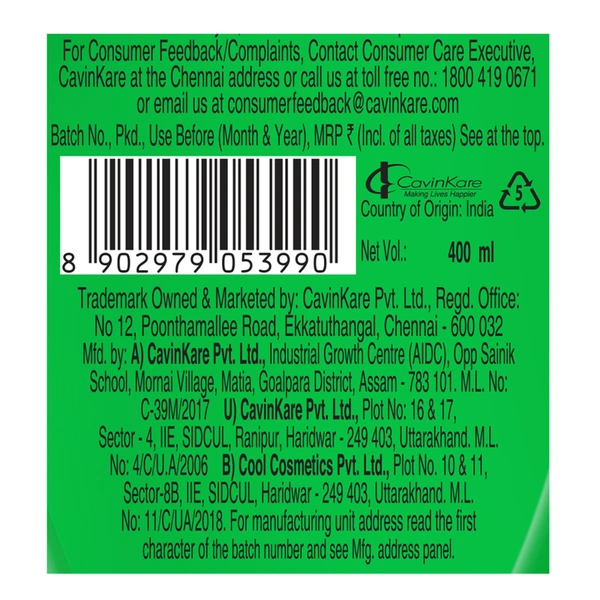 For Consumer Feedback/Complaints, Contact Consumer Care Executive,
CavinKare at the Chennai address or call us at toll free no.: 1800 419 0671
or email us at consumerfeedback@cavinkare.com
Batch No., Pkd., Use Before (Month & Year), MRP ₹ (Incl. of all taxes) See at the top.
CavinKare
Making Lives Happier
5
Country of Origin: India
Net Vol.: 400 ml
8 902979 053990
Trademark Owned & Marketed by: CavinKare Pvt. Ltd., Regd. Office:
No 12, Poonthamallee Road, Ekkatuthangal, Chennai - 600 032
Mfd. by: A) CavinKare Pvt. Ltd., Industrial Growth Centre (AIDC), Opp Sainik
School, Mornai Village, Matia, Goalpara District, Assam - 783 101. M.L. No:
C-39M/2017 U) CavinKare Pvt. Ltd., Plot No: 16 & 17,
Sector - 4, IIE, SIDCUL, Ranipur, Haridwar - 249 403, Uttarakhand. M.L.
No: 4/C/U.A/2006 B) Cool Cosmetics Pvt. Ltd., Plot No. 10 & 11,
Sector-8B, IIE, SIDCUL, Haridwar - 249 403, Uttarakhand. M.L.
No: 11/C/UA/2018. For manufacturing unit address read the first
character of the batch number and see Mfg. address panel.